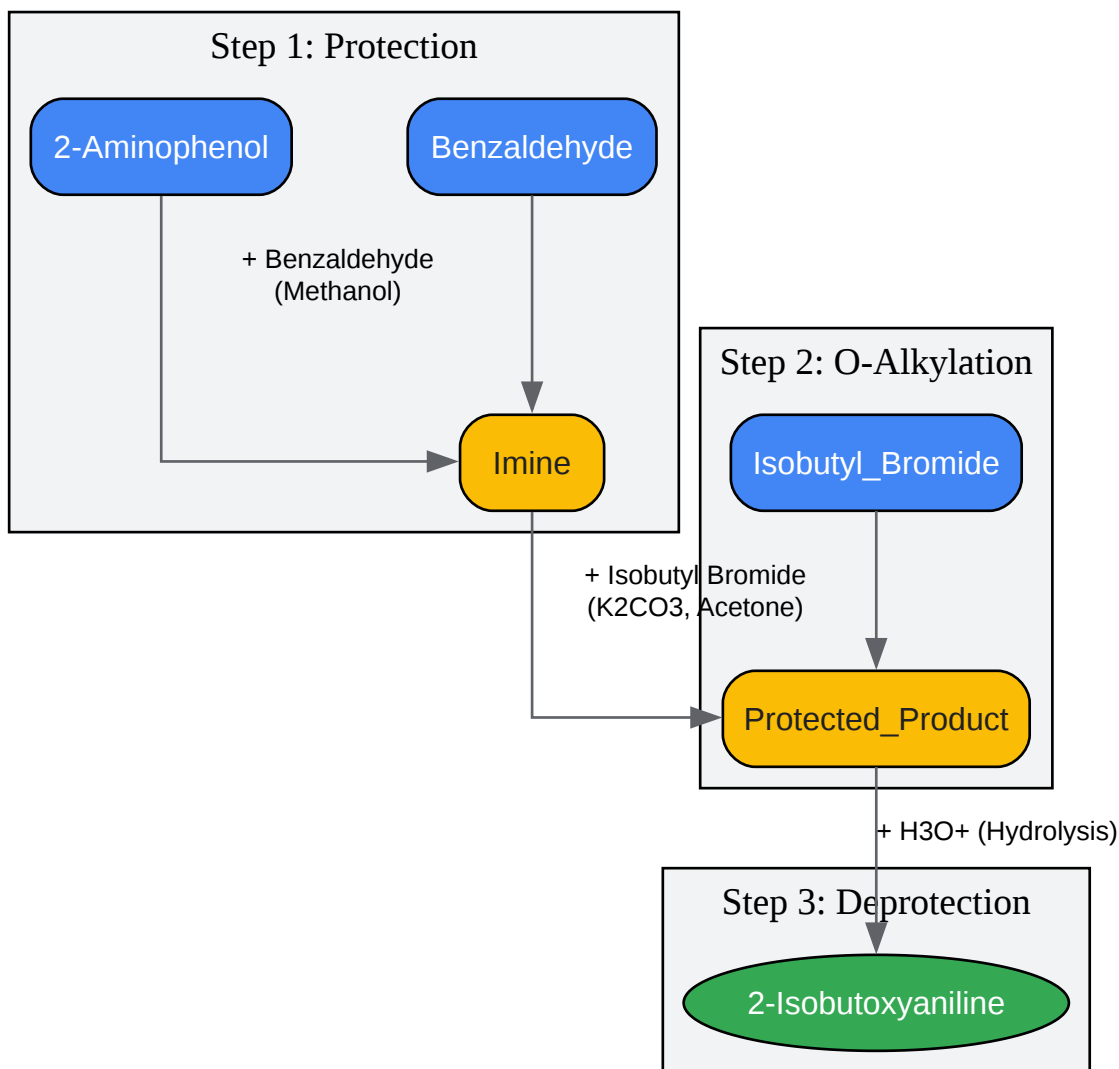 Step 1: Protection
2-Aminophenol
Benzaldehyde
+ Benzaldehyde
(Methanol)
Imine
Step 2: O-Alkylation
Isobutyl_Bromide
+ Isobutyl Bromide
(K2CO3, Acetone)
Protected_Product
+ H3O+ (Hydrolysis)
Step 3: Deprotection
2-Isobutoxyaniline